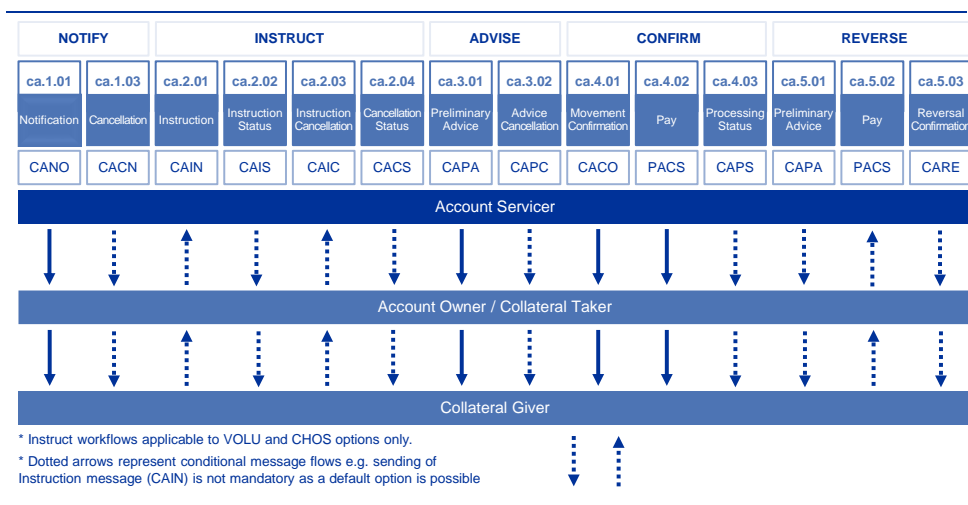 NOTIFY INSTRUCT ADVISE CONFIRM REVERSE
ca.1.01 ca.1.03 ca.2.01 ca.2.02 ca.2.03 ca.2.04 ca.3.01 ca.3.02 ca.4.01 ca.4.02 ca.4.03 ca.5.01 ca.5.02 ca.5.03
Notification Cancellation Instruction Instruction Status Instruction Cancellation Cancellation Status Preliminary Advice Advice Cancellation Movement Confirmation Pay Processing Status Preliminary Advice Pay Reversal Confirmation
CANO CACN CAIN CAIS CAIC CACS CAPA CAPC CACO PACS CAPS CAPA PACS CARE
Account Servicer
Account Owner / Collateral Taker
Collateral Giver
* Instruct workflows applicable to VOLU and CHOS options only.
* Dotted arrows represent conditional message flows e.g. sending of
Instruction message (CAIN) is not mandatory as a default option is possible